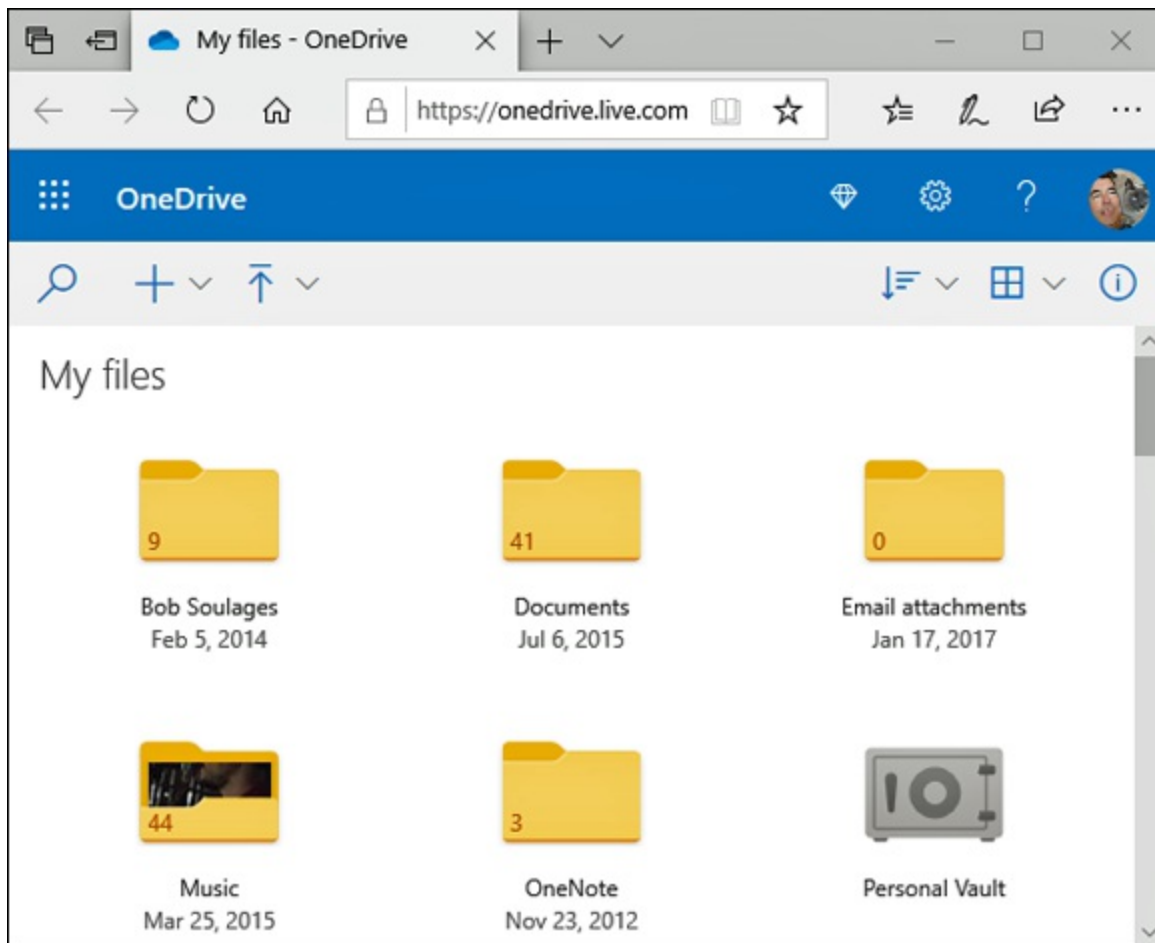 My files - OneDrive
https://onedrive.live.com
OneDrive
?
My files
9
41
0
Bob Soulages
Documents
Email attachments
Feb 5, 2014
Jul 6, 2015
Jan 17, 2017
44
3
Music
OneNote
Personal Vault
Mar 25, 2015
Nov 23, 2012